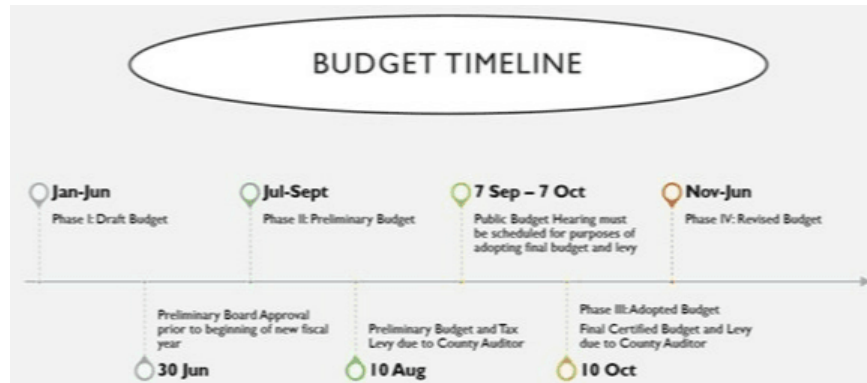 BUDGET TIMELINE
Jan-Jun
Phase I: Draft Budget
Jul-Sept
Phase II: Preliminary Budget
7 Sep – 7 Oct
Public Budget Hearing must
be scheduled for purposes of
adopting final budget and levy
Nov-Jun
Phase IV: Revised Budget
Preliminary Board Approval
prior to beginning of new fiscal
year
30 Jun
Preliminary Budget and Tax
Levy due to County Auditor
10 Aug
Phase III: Adopted Budget
Final Certified Budget and Levy
due to County Auditor
10 Oct